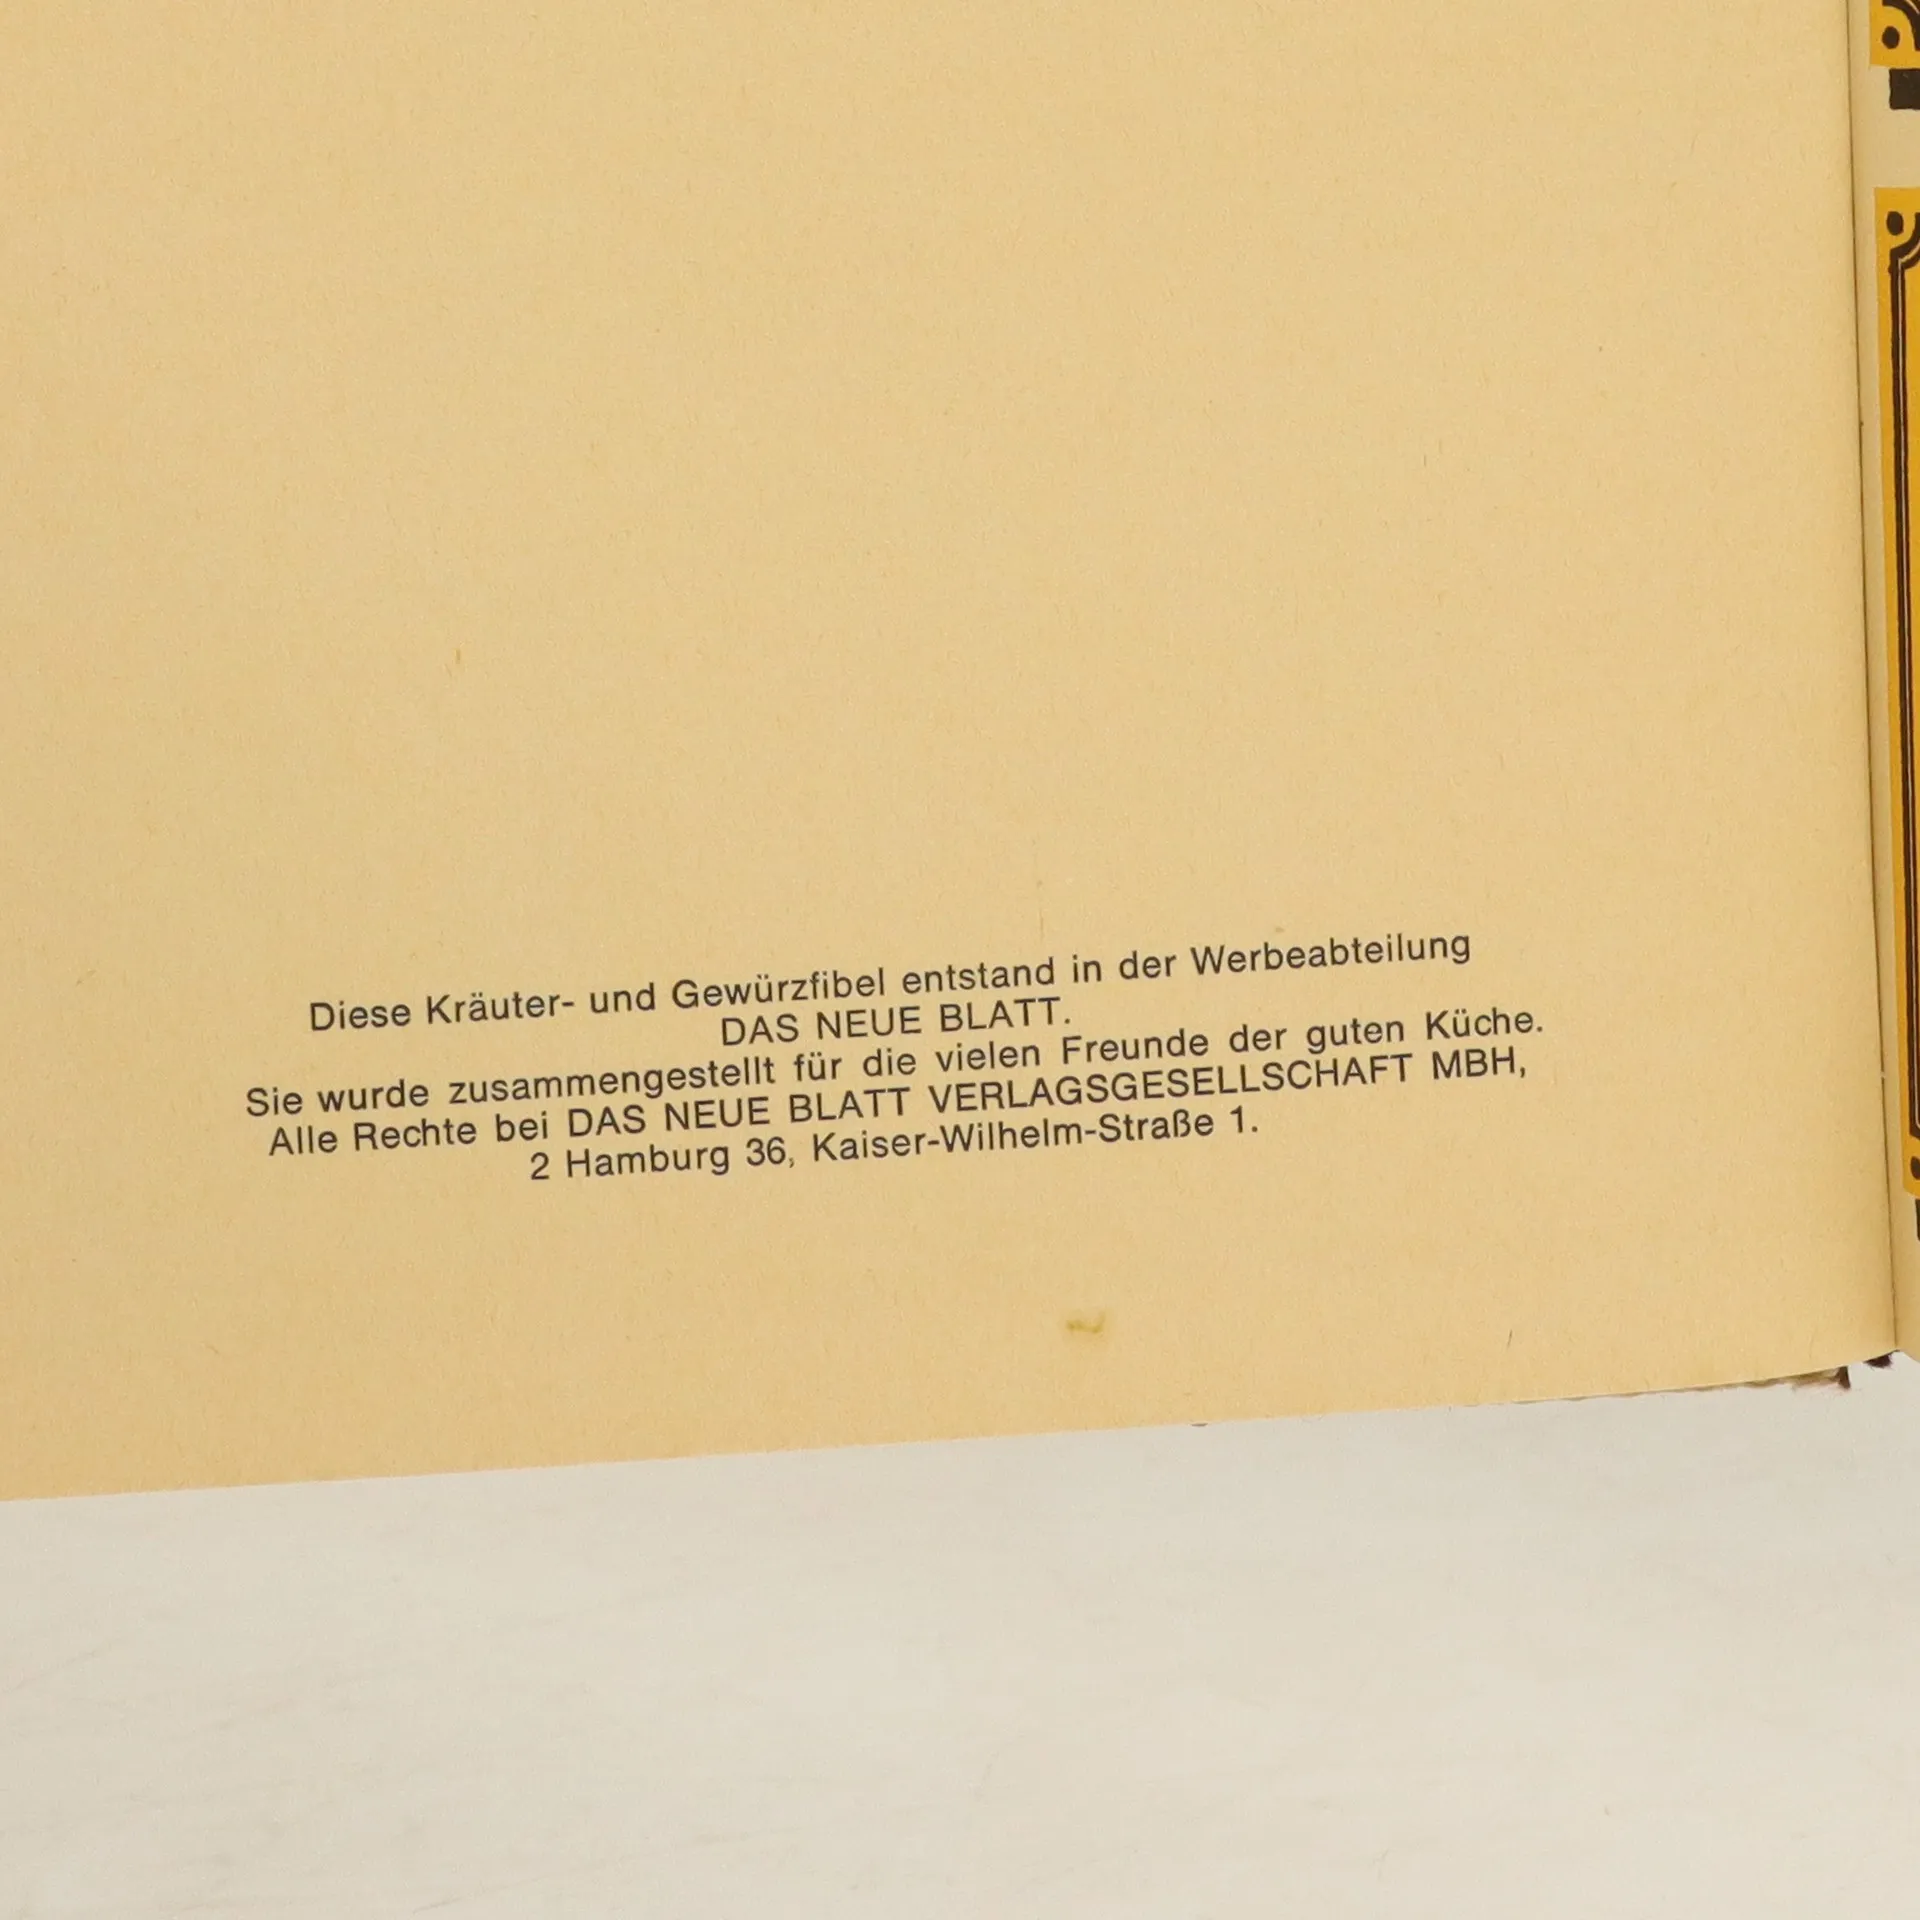 Diese Kräuter- und Gewürzfibel entstand in der Werbeabteilung
DAS NEUE BLATT.
Sie wurde zusammengestellt für die vielen Freunde der guten Küche.
Alle Rechte bei DAS NEUE BLATT VERLAGSGESELLSCHAFT MBH,
2 Hamburg 36, Kaiser-Wilhelm-Straße 1.